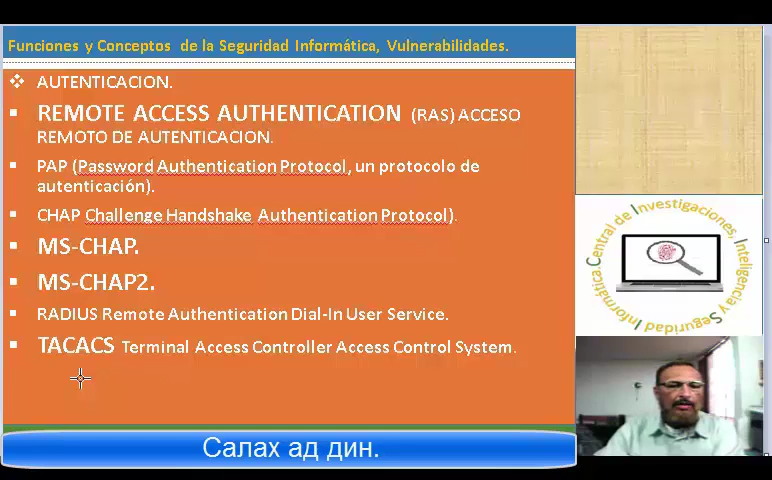 Funciones y Conceptos de la Seguridad Informática, Vulnerabilidades.
AUTENTICACION.
REMOTE ACCESS AUTHENTICATION (RAS) ACCESO
REMOTO DE AUTENTICACION.
PAP (Password Authentication Protocol, un protocolo de
autenticación).
CHAP Challenge Handshake Authentication Protocol).
MS-CHAP.
MS-CHAP2.
RADIUS Remote Authentication Dial-In User Service.
TACACS Terminal Access Controller Access Control System.
Салах ад дин.
Central de Investigaciones, Inteligencia y Seguridad Informática.